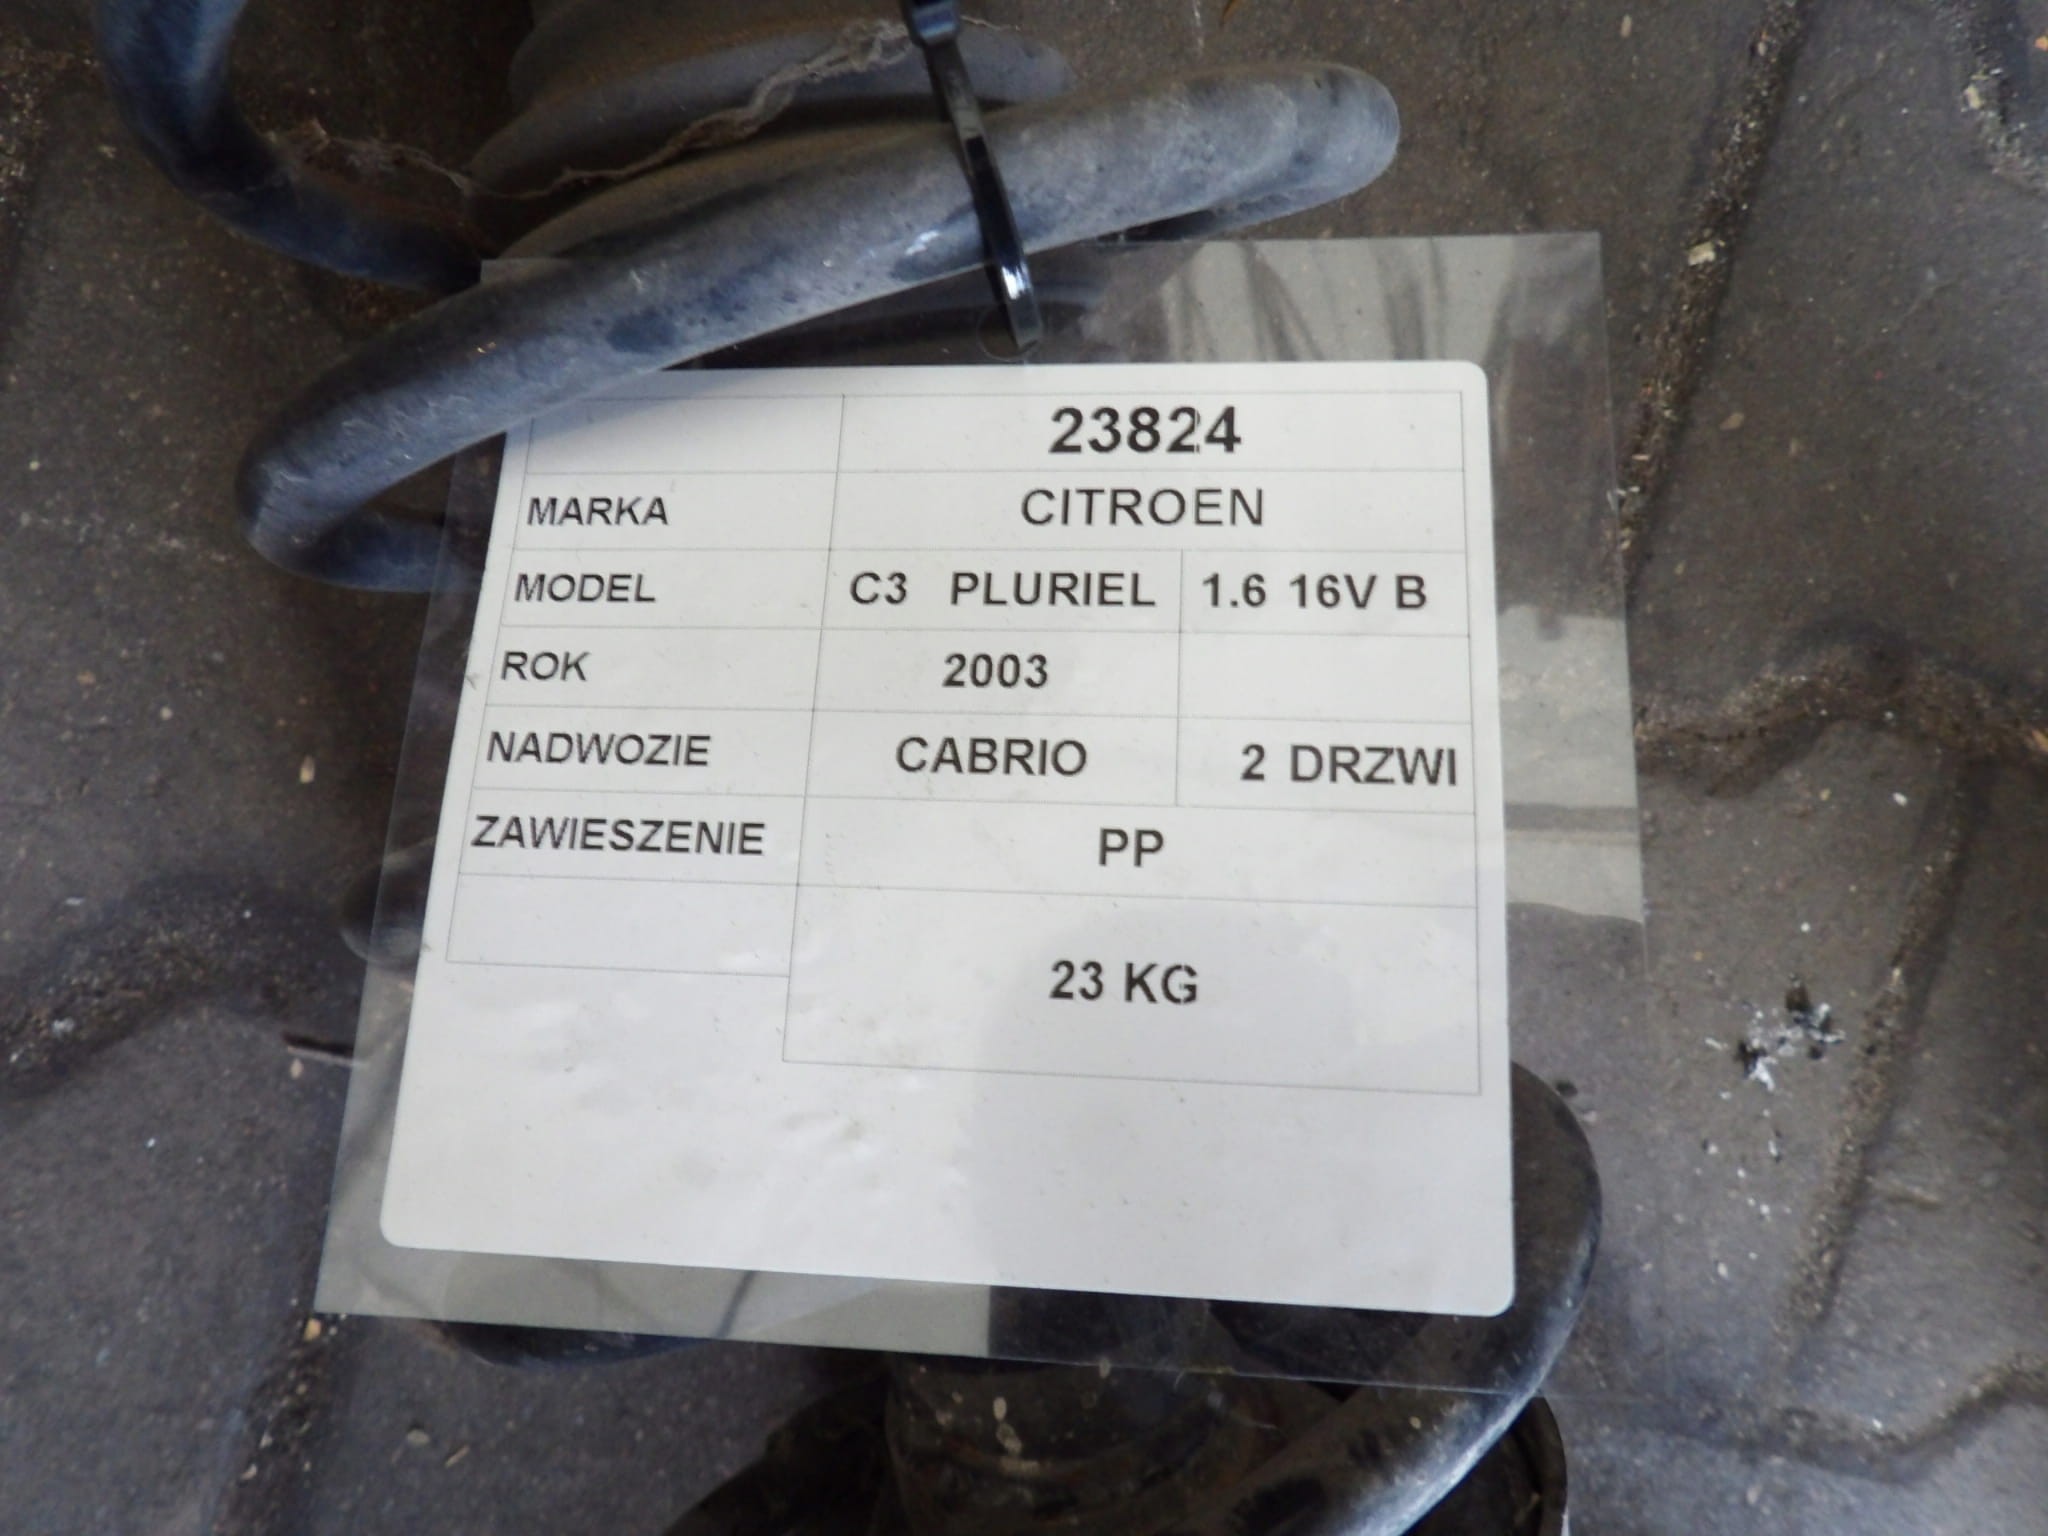 23824
MARKA CITROEN
MODEL C3 PLURIEL 1.6 16V B
ROK 2003
NADWOZIE CABRIO 2 DRZWI
ZAWIESZENIE PP
23 KG